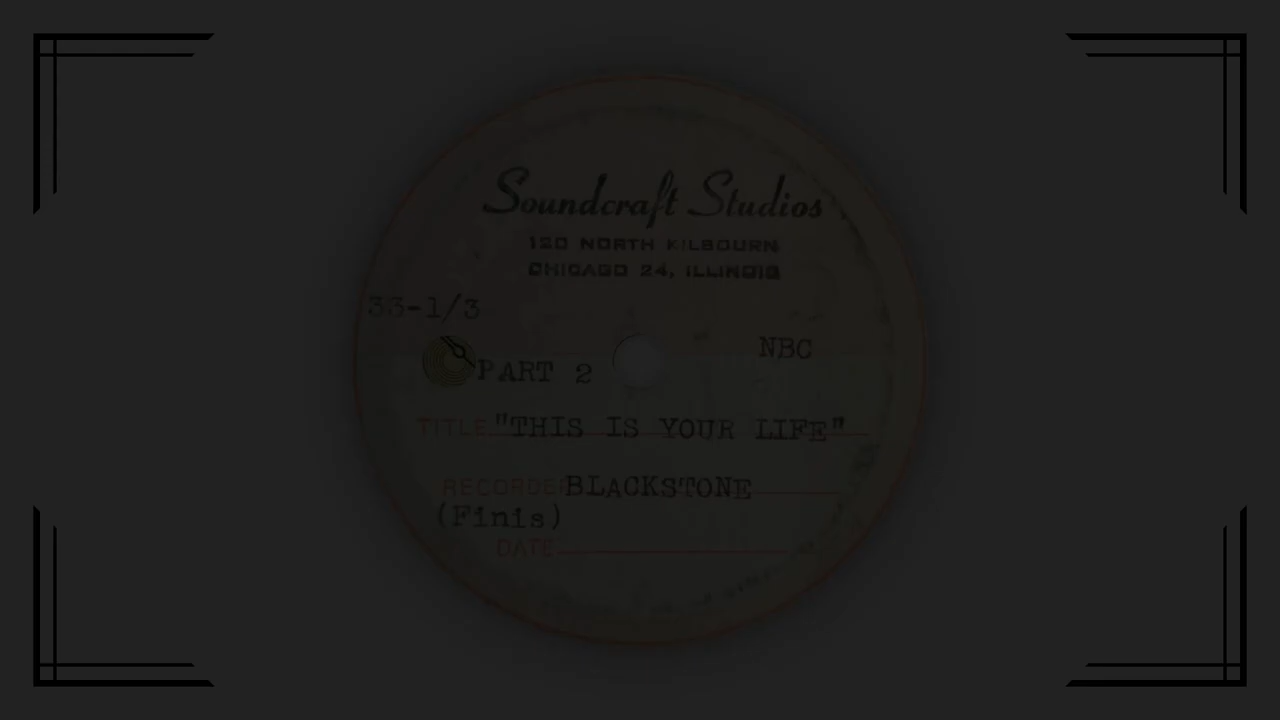 Soundcraft Studios
120 NORTH KILBOURN
CHICAGO 24, ILLINOIS
33-1/3
PART 2
NBC
TITLE "THIS IS YOUR LIFE"
RECORDE BLACKSTONE
(Finis)
DATE